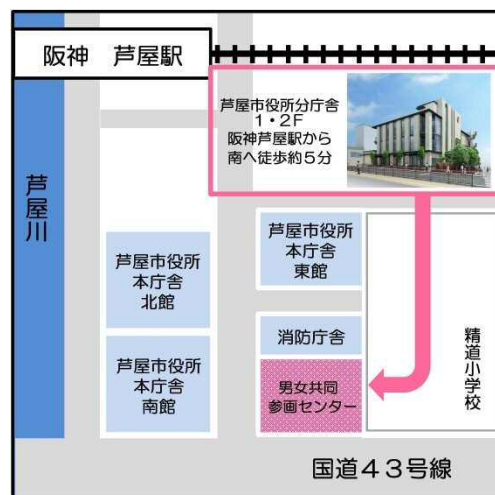 阪神　芦屋駅
芦屋市役所分庁舎
１・２F
阪神芦屋駅から
南へ徒歩約５分
芦屋川
芦屋市役所
本庁舎
東館
芦屋市役所
本庁舎
北館
消防庁舎
精道小学校
芦屋市役所
本庁舎
南館
男女共同
参画センター
国道４３号線